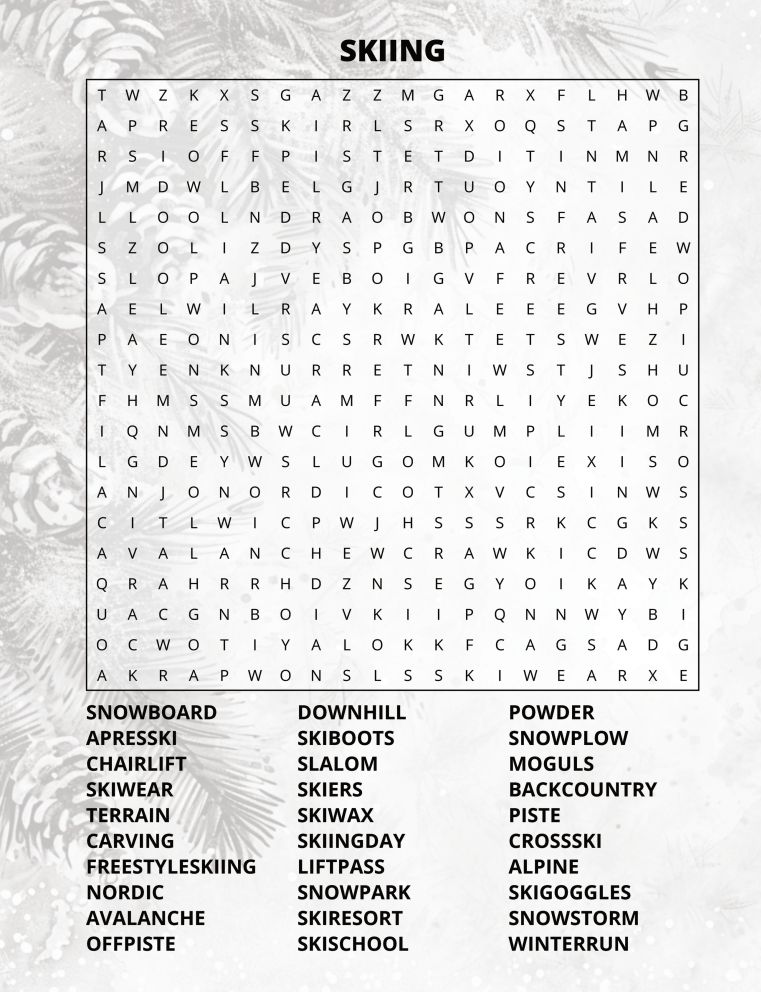 SKIING
T W Z K X S G A Z Z M G A R X F L H W B
A P R E S S K I R L S R X O Q S T A P G
R S I O F F P I S T E T D I T I N M N R
J M D W L B E L G J R T U O Y N T I L E
L L O O L N D R A O B W O N S F A S A D
S Z O L I Z D Y S P G B P A C R I F E W
S L O P A J V E B O I G V F R E V R L O
A E L W I L R A Y K R A L E E E G V H P
P A E O N I S C S R W K T E T S W E Z I
T Y E N K N U R R E T N I W S T J S H U
F H M S S M U A M F F N R L I Y E K O C
I Q N M S B W C I R L G U M P L I I M R
L G D E Y W S L U G O M K O I E X I S O
A N J O N O R D I C O T X V C S I N W S
C I T L W I C P W J H S S S R K C G K S
A V A L A N C H E W C R A W K I C D W S
Q R A H R R H D Z N S E G Y O I K A Y K
U A C G N B O I V K I I P Q N N W Y B I
O C W O T I Y A L O K K F C A G S A D G
A K R A P W O N S L S S K I W E A R X E
SNOWBOARD DOWNHILL POWDER
APRESSKI SKIBOOTS SNOWPLOW
CHAIRLIFT SLALOM MOGULS
SKIWEAR SKIERS BACKCOUNTRY
TERRAIN SKIWAX PISTE
CARVING SKIINGDAY CROSSSKI
FREESTYLESKIING LIFTPASS ALPINE
NORDIC SNOWPARK SKIGOGGLES
AVALANCHE SKIRESORT SNOWSTORM
OFFPISTE SKISCHOOL WINTERRUN